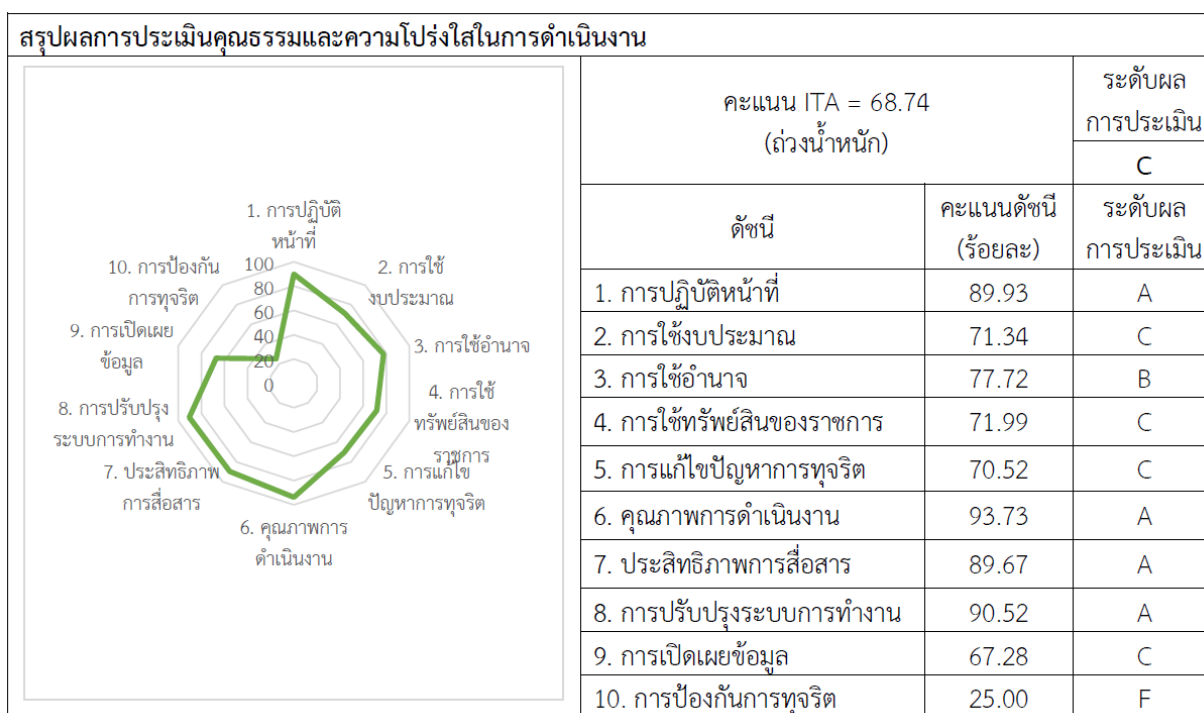 สรุปผลการประเมินคุณธรรมและความโปร่งใสในการดำเนินงาน
1. การปฏิบัติ
หน้าที่
2. การใช้
งบประมาณ
3. การใช้อำนาจ
4. การใช้
ทรัพย์สินของ
ราชการ
5. การแก้ไข
ปัญหาการทุจริต
6. คุณภาพการ
ดำเนินงาน
7. ประสิทธิภาพ
การสื่อสาร
8. การปรับปรุง
ระบบการทำงาน
9. การเปิดเผย
ข้อมูล
10. การป้องกัน
การทุจริต
100
80
60
40
20
0
คะแนน ITA = 68.74
(ถ่วงน้ำหนัก)
ระดับผล
การประเมิน
C
ดัชนี
คะแนนดัชนี
(ร้อยละ)
ระดับผล
การประเมิน
1. การปฏิบัติหน้าที่ 89.93 A
2. การใช้งบประมาณ 71.34 C
3. การใช้อำนาจ 77.72 B
4. การใช้ทรัพย์สินของราชการ 71.99 C
5. การแก้ไขปัญหาการทุจริต 70.52 C
6. คุณภาพการดำเนินงาน 93.73 A
7. ประสิทธิภาพการสื่อสาร 89.67 A
8. การปรับปรุงระบบการทำงาน 90.52 A
9. การเปิดเผยข้อมูล 67.28 C
10. การป้องกันการทุจริต 25.00 F